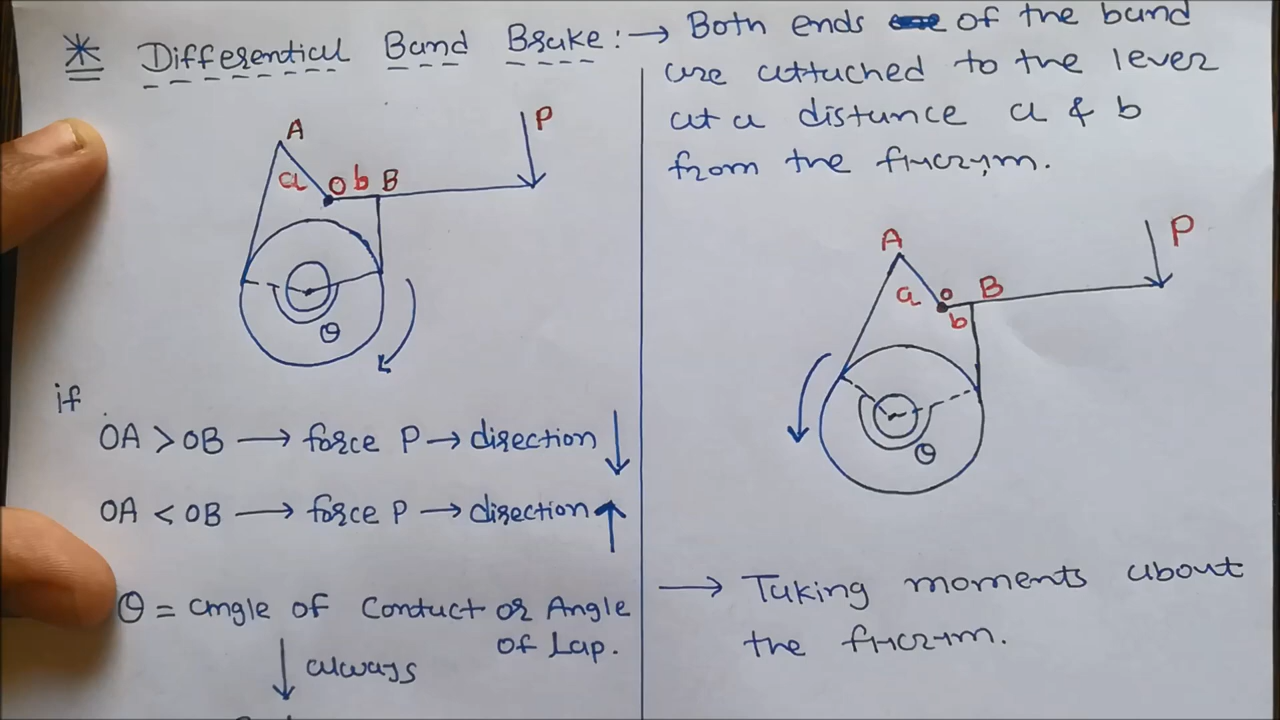 * Differential Band Brake :→ Both ends of the band
are attached to the lever
at a distance a & b
from the fulcrum.
A
a
O
b
B
P
θ
if
OA > OB → force P → direction ↓
OA < OB → force P → direction ↑
θ = angle of Contact or Angle
of Lap.
↓ always
A
a
o
b
B
P
θ
→ Taking moments about
the fulcrum.